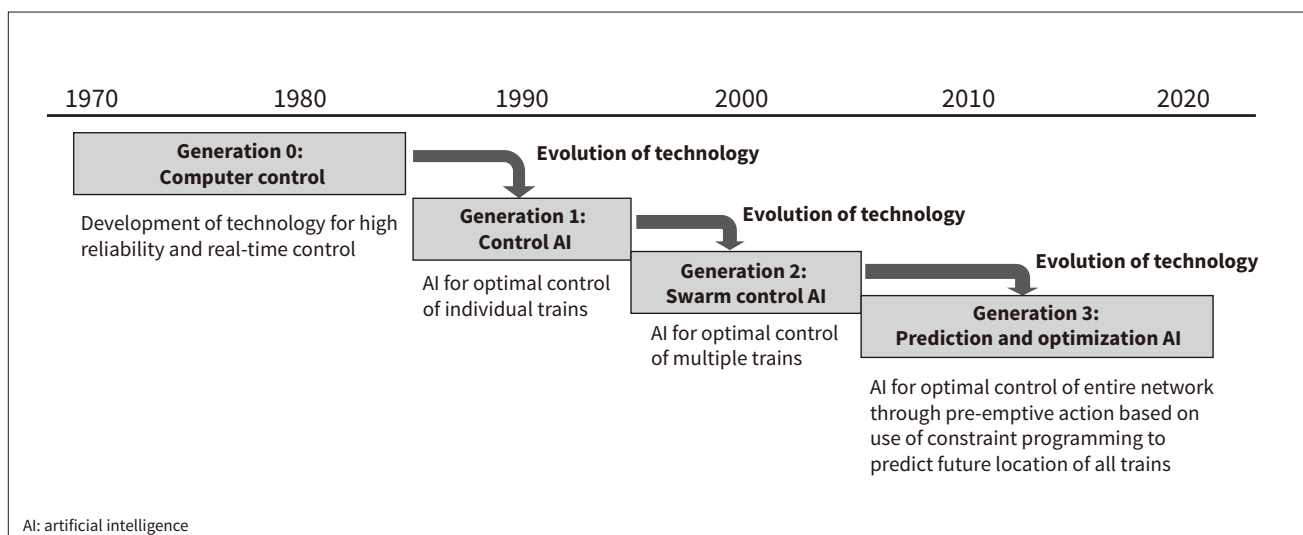 1970 1980 1990 2000 2010 2020
Generation 0:
Computer control
Evolution of technology
Development of technology for high
reliability and real-time control
Generation 1:
Control AI
Evolution of technology
AI for optimal control
of individual trains
Generation 2:
Swarm control AI
Evolution of technology
AI for optimal control
of multiple trains
Generation 3:
Prediction and optimization AI
AI for optimal control of entire network
through pre-emptive action based on
use of constraint programming to
predict future location of all trains
AI: artificial intelligence